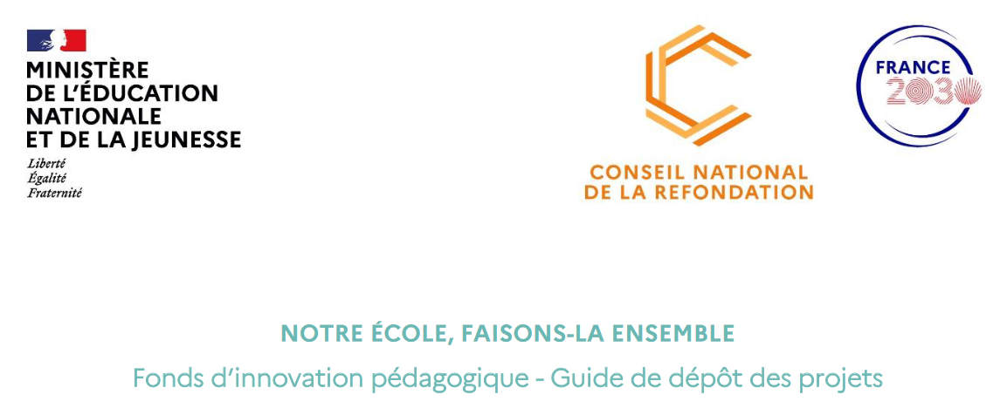 MINISTÈRE
DE L'ÉDUCATION
NATIONALE
ET DE LA JEUNESSE
Liberté
Égalité
Fraternité
CONSEIL NATIONAL
DE LA REFONDATION
FRANCE
2030
NOTRE ÉCOLE, FAISONS-LA ENSEMBLE
Fonds d'innovation pédagogique - Guide de dépôt des projets